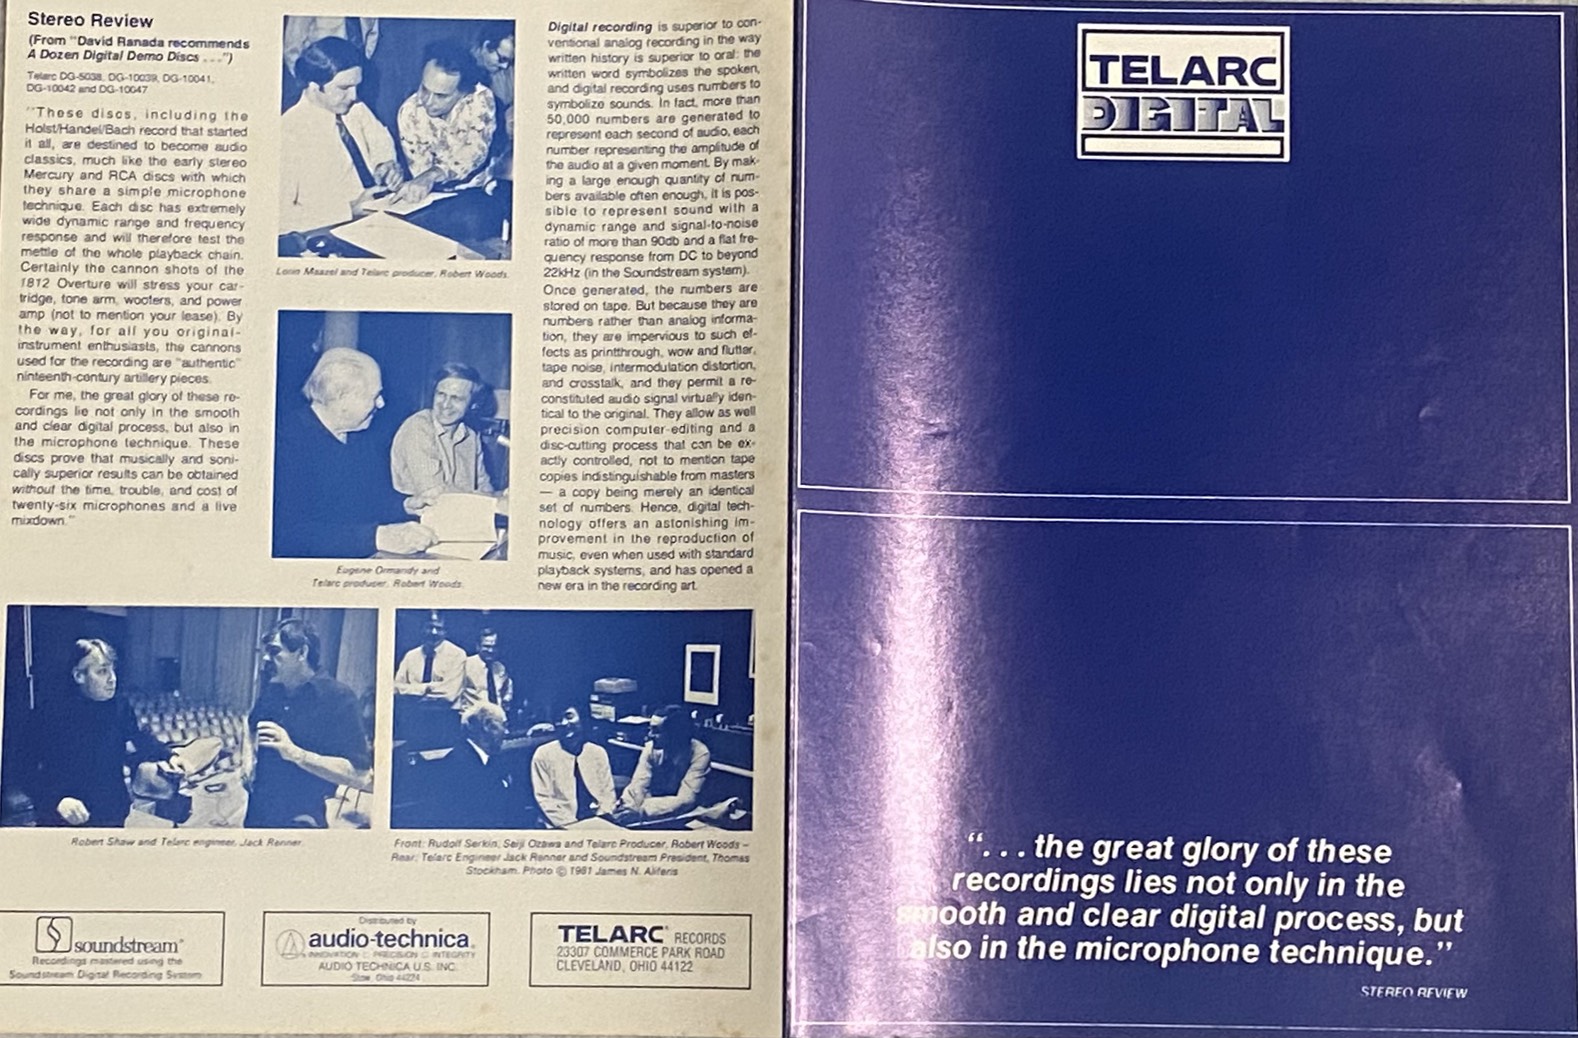 Stereo Review
(From "David Ranada recommends
A Dozen Digital Demo Discs . . .")
Telarc DG-5038, DG-10039, DG-10041,
DG-10042 and DG-10047
"These discs, including the
Holst/Handel/Bach record that started
it all, are destined to become audio
classics, much like the early stereo
Mercury and RCA discs with which
they share a simple microphone
technique. Each disc has extremely
wide dynamic range and frequency
response and will therefore test the
mettle of the whole playback chain.
Certainly the cannon shots of the
1812 Overture will stress your car-
tridge, tone arm, woofers, and power
amp (not to mention your lease). By
the way, for all you original-
instrument enthusiasts, the cannons
used for the recording are "authentic"
ninteenth-century artillery pieces.
For me, the great glory of these re-
cordings lie not only in the smooth
and clear digital process, but also in
the microphone technique. These
discs prove that musically and soni-
cally superior results can be obtained
without the time, trouble, and cost of
twenty-six microphones and a live
mixdown."
Lorin Maazel and Telarc producer, Robert Woods.
Eugene Ormandy and
Telarc producer, Robert Woods.
Digital recording is superior to con-
ventional analog recording in the way
written history is superior to oral: the
written word symbolizes the spoken,
and digital recording uses numbers to
symbolize sounds. In fact, more than
50,000 numbers are generated to
represent each second of audio, each
number representing the amplitude of
the audio at a given moment. By mak-
ing a large enough quantity of num-
bers available often enough, it is pos-
sible to represent sound with a
dynamic range and signal-to-noise
ratio of more than 90db and a flat fre-
quency response from DC to beyond
22kHz (in the Soundstream system).
Once generated, the numbers are
stored on tape. But because they are
numbers rather than analog informa-
tion, they are impervious to such ef-
fects as printthrough, wow and flutter,
tape noise, intermodulation distortion,
and crosstalk, and they permit a re-
constituted audio signal virtually iden-
tical to the original. They allow as well
precision computer-editing and a
disc-cutting process that can be ex-
actly controlled, not to mention tape
copies indistinguishable from masters
— a copy being merely an identical
set of numbers. Hence, digital tech-
nology offers an astonishing im-
provement in the reproduction of
music, even when used with standard
playback systems, and has opened a
new era in the recording art.
Robert Shaw and Telarc engineer, Jack Renner.
Front: Rudolf Serkin, Seiji Ozawa and Telarc Producer, Robert Woods –
Rear: Telarc Engineer Jack Renner and Soundstream President, Thomas
Stockham. Photo © 1981 James N. Aliferis
soundstream
Recordings mastered using the
Soundstream Digital Recording System
Distributed by
audio-technica
INNOVATION □ PRECISION □ INTEGRITY
AUDIO TECHNICA U.S. INC.
Stow, Ohio 44224
TELARC RECORDS
23307 COMMERCE PARK ROAD
CLEVELAND, OHIO 44122
TELARC
DIGITAL
". . . the great glory of these
recordings lies not only in the
smooth and clear digital process, but
also in the microphone technique."
STEREO REVIEW